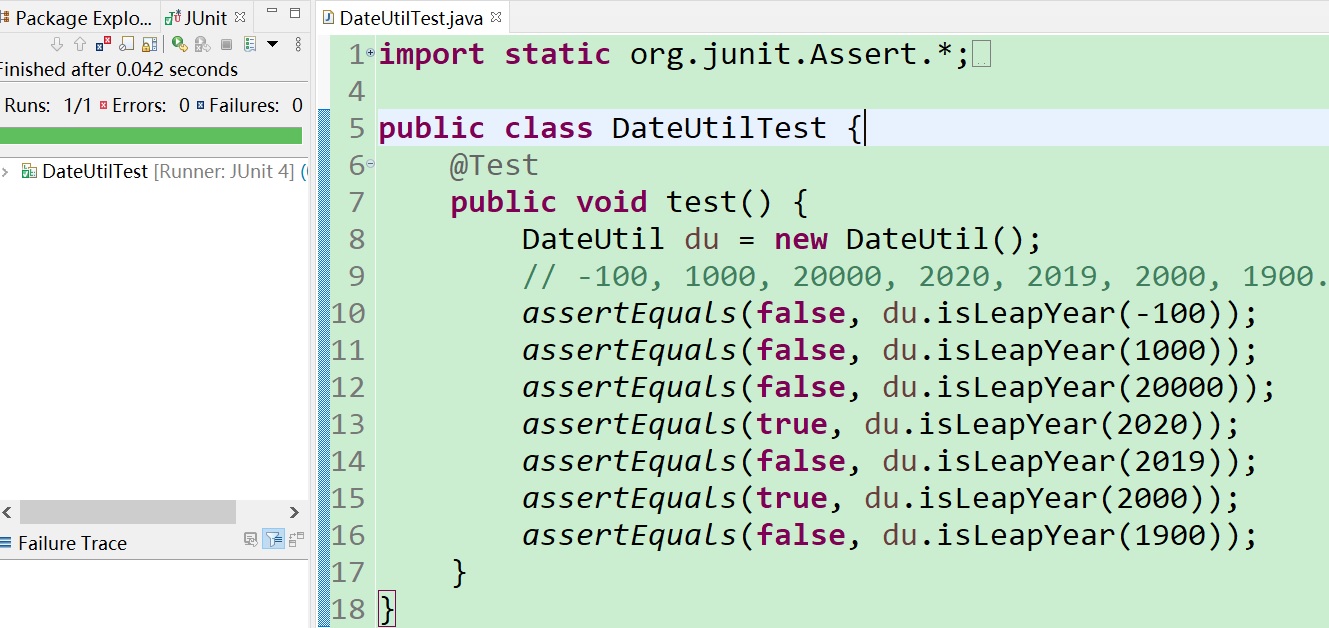 Package Explo...
JUnit
Finished after 0.042 seconds
Runs: 1/1 Errors: 0 Failures: 0
DateUtilTest [Runner: JUnit 4]
Failure Trace
DateUtilTest.java
1 import static org.junit.Assert.*;
4
5 public class DateUtilTest {
6     @Test
7     public void test() {
8         DateUtil du = new DateUtil();
9         // -100, 1000, 20000, 2020, 2019, 2000, 1900.
10         assertEquals(false, du.isLeapYear(-100));
11         assertEquals(false, du.isLeapYear(1000));
12         assertEquals(false, du.isLeapYear(20000));
13         assertEquals(true, du.isLeapYear(2020));
14         assertEquals(false, du.isLeapYear(2019));
15         assertEquals(true, du.isLeapYear(2000));
16         assertEquals(false, du.isLeapYear(1900));
17     }
18 }